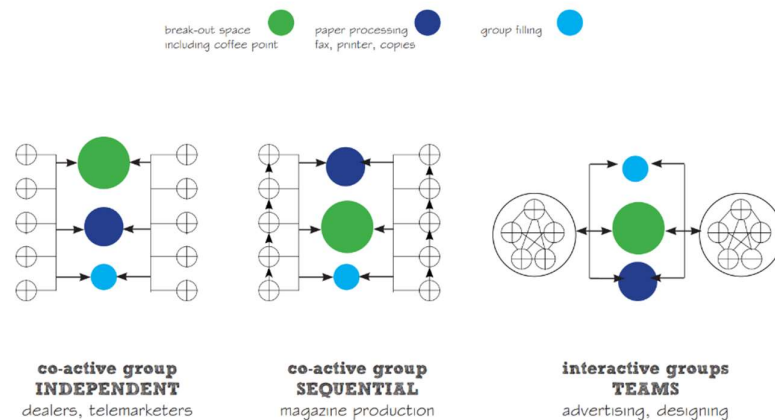 break-out space
including coffee point
paper processing
fax, printer, copies
group filling
co-active group
INDEPENDENT
dealers, telemarketers
co-active group
SEQUENTIAL
magazine production
interactive groups
TEAMS
advertising, designing